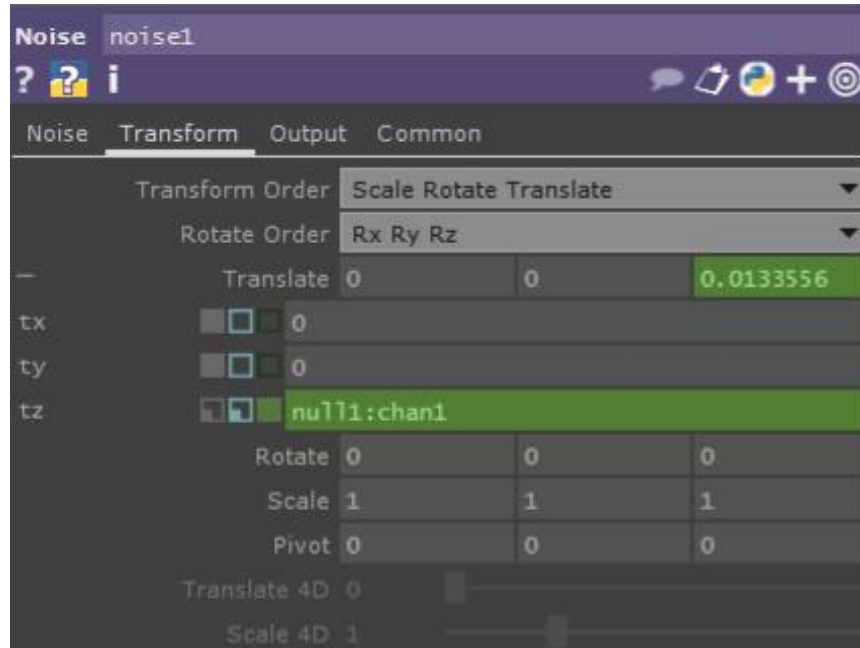 Noise noise1
? ? i
Noise Transform Output Common
Transform Order Scale Rotate Translate
Rotate Order Rx Ry Rz
Translate 0 0 0.0133556
tx 0
ty 0
tz null1:chan1
Rotate 0 0 0
Scale 1 1 1
Pivot 0 0 0
Translate 4D 0
Scale 4D 1